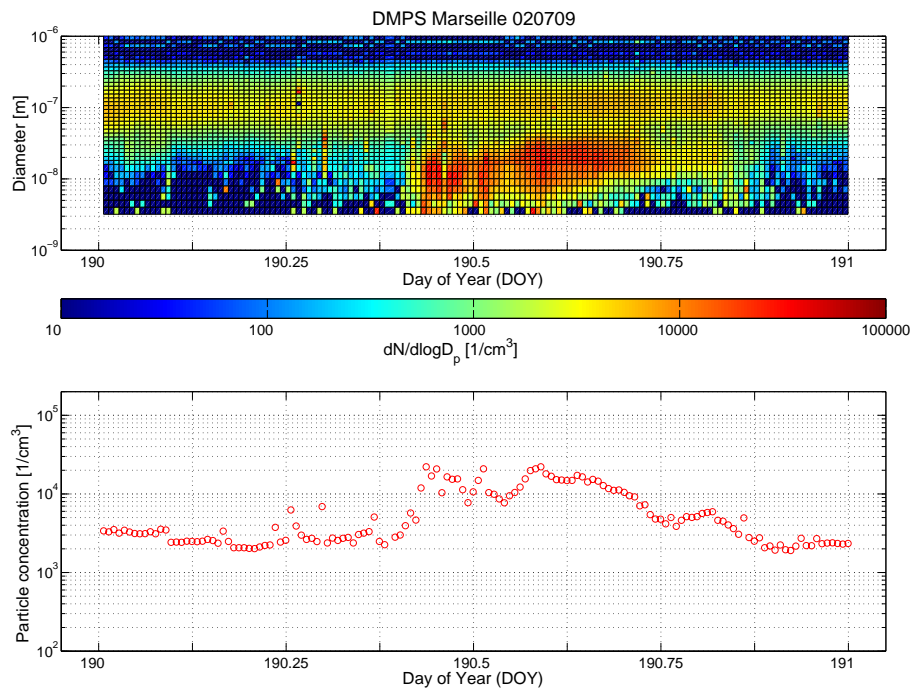 DMPS Marseille 020709
10^-6
10^-7
10^-8
10^-9
Diameter [m]
190 190.25 190.5 190.75 191
Day of Year (DOY)
10 100 1000 10000 100000
dN/dlogD_p [1/cm^3]
10^5
10^4
10^3
10^2
Particle concentration [1/cm^3]
190 190.25 190.5 190.75 191
Day of Year (DOY)